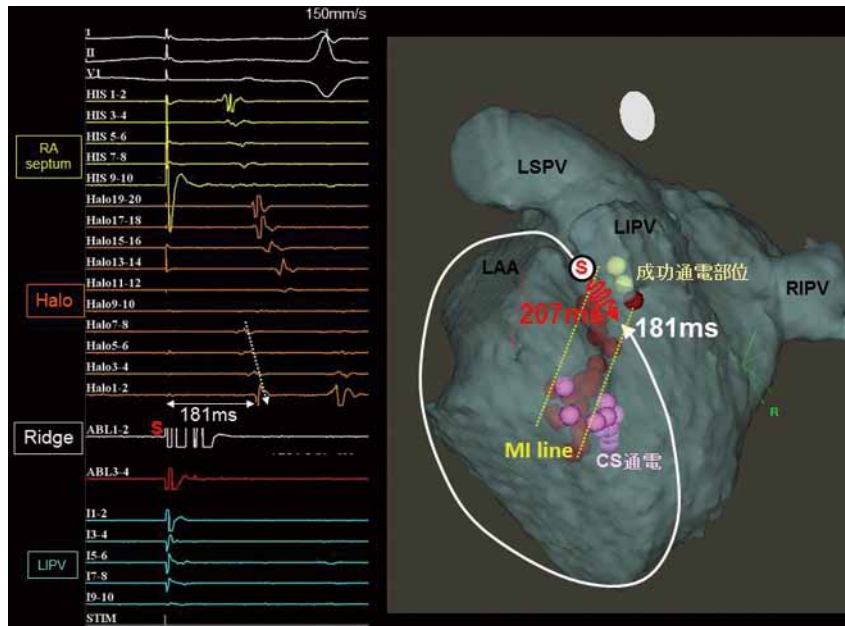 150mm/s
I
II
V1
HIS 1-2
HIS 3-4
HIS 5-6
HIS 7-8
HIS 9-10
RA
septum
Halo19-20
Halo17-18
Halo15-16
Halo13-14
Halo11-12
Halo9-10
Halo7-8
Halo5-6
Halo3-4
Halo1-2
Halo
181ms
Ridge
ABL1-2
S
ABL3-4
I1-2
I3-4
I5-6
I7-8
I9-10
LIPV
STIM
LSPV
LIPV
S
成功通電部位
LAA
RIPV
207ms
181ms
R
MI line
CS通電